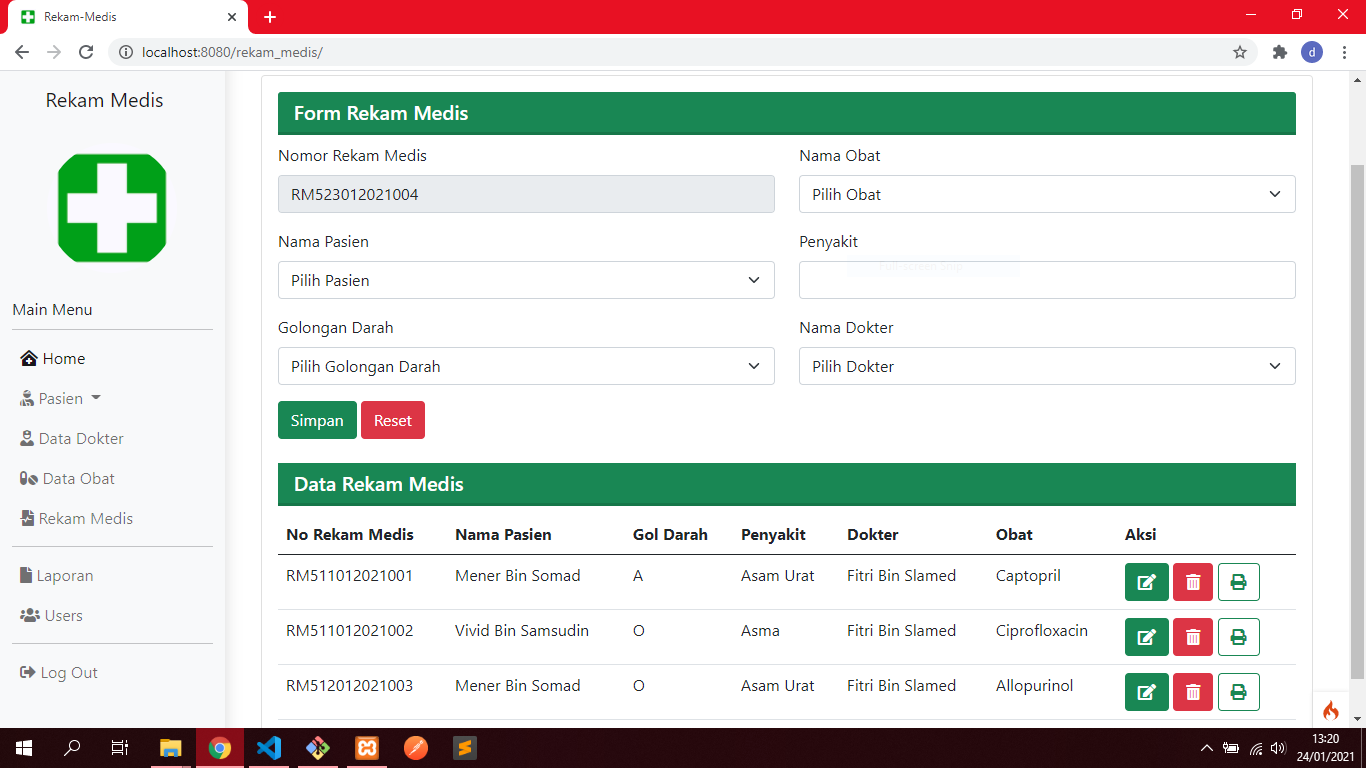 Rekam-Medis
localhost:8080/rekam_medis/
d
Rekam Medis
Main Menu
Home
Pasien
Data Dokter
Data Obat
Rekam Medis
Laporan
Users
Log Out
Form Rekam Medis
Nomor Rekam Medis
RM523012021004
Nama Obat
Pilih Obat
Nama Pasien
Pilih Pasien
Penyakit
Full-screen Snip
Golongan Darah
Pilih Golongan Darah
Nama Dokter
Pilih Dokter
Simpan Reset
Data Rekam Medis
No Rekam Medis Nama Pasien Gol Darah Penyakit Dokter Obat Aksi
RM511012021001 Mener Bin Somad A Asam Urat Fitri Bin Slamed Captopril
RM511012021002 Vivid Bin Samsudin O Asma Fitri Bin Slamed Ciprofloxacin
RM512012021003 Mener Bin Somad O Asam Urat Fitri Bin Slamed Allopurinol
13:20
24/01/2021